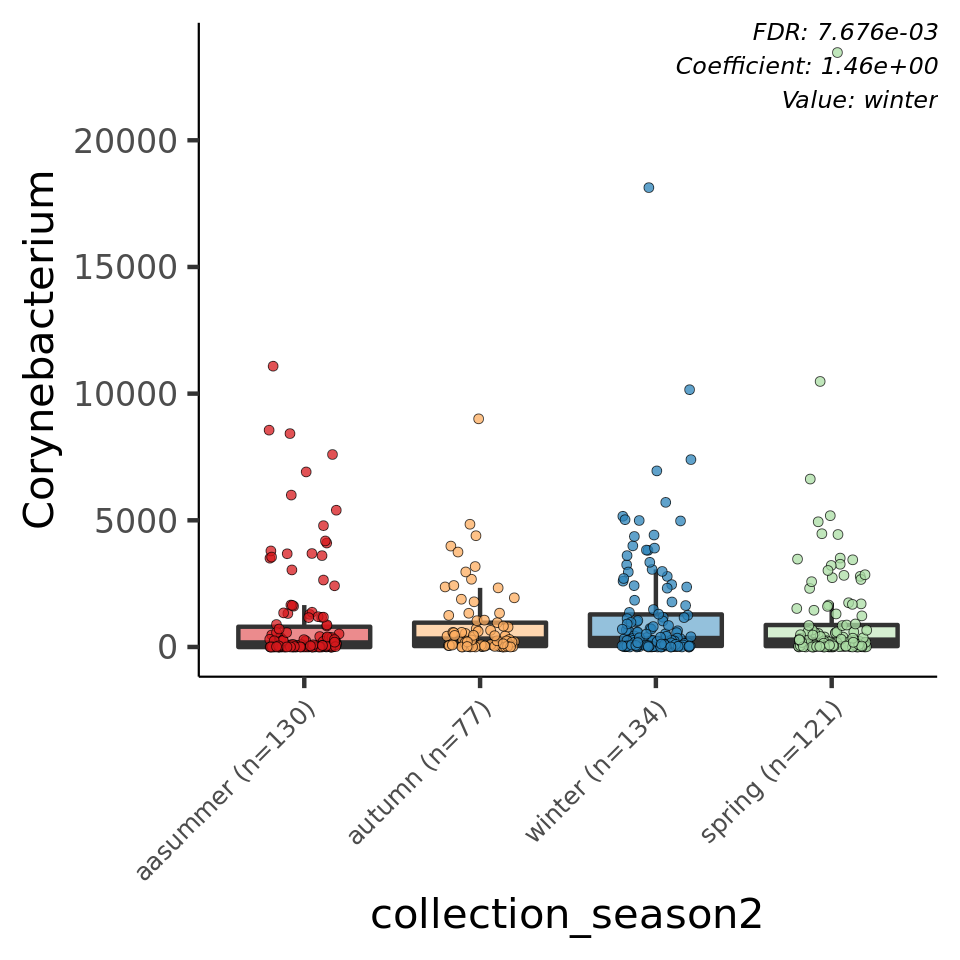 FDR: 7.676e-03
Coefficient: 1.46e+00
Value: winter
Corynebacterium
20000
15000
10000
5000
0
aasummer (n=130)
autumn (n=77)
winter (n=134)
spring (n=121)
collection_season2